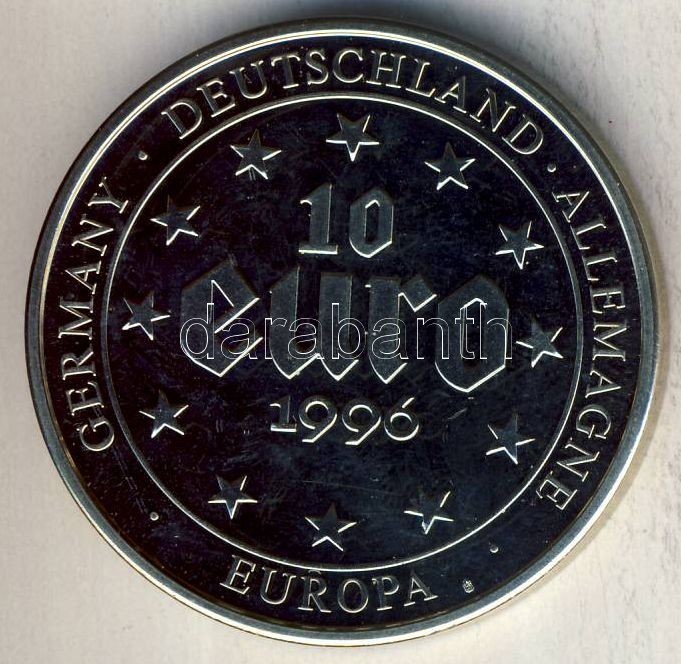 GERMANY · DEUTSCHLAND · ALLEMAGNE
10
euro
darabanth
1996
· EUROPA ·